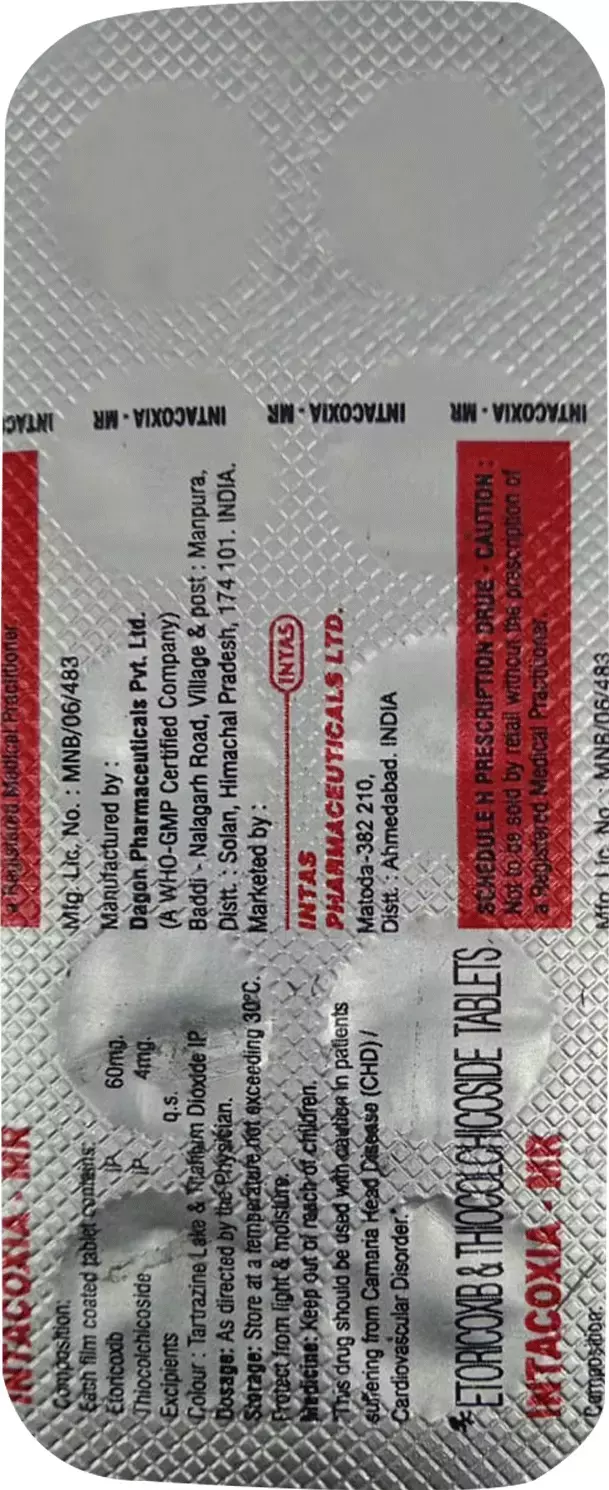 INTACOXIA - MR
a Registered Medical Practitioner.
INTACOXIA - MR
INTACOXIA - MR
INTACOXIA - MR
INTACOXIA - MR
Composition:
Each film coated tablet contains:
Etoricoxib IP 60mg.
Thiocolchicoside IP 4mg.
Excipients q.s.
Colour : Tartrazine Lake & Titanium Dioxide IP
Dosage: As directed by the Physician.
Storage: Store at a temperature not exceeding 30°C.
Protect from light & moisture.
Medicine: Keep out of reach of children.
"This drug should be used with caution in patients
suffering from Camaria Head Disease (CHD) /
Cardiovascular Disorder."
Mfg. Lic. No. : MNB/06/483
Manufactured by :
Dagon Pharmaceuticals Pvt. Ltd.
(A WHO-GMP Certified Company)
Baddi - Nalagarh Road, Village & post : Manpura,
Distt. : Solan, Himachal Pradesh, 174 101. INDIA.
Marketed by :
INTAS
INTAS
PHARMACEUTICALS LTD.
Matoda-382 210,
Distt. : Ahmedabad. INDIA
ETORICOXIB & THIOCOLCHICOSIDE TABLETS
INTACOXIA - MR
SCHEDULE H PRESCRIPTION DRUE - CAUTION :
Not to be sold by retail without the prescription of
a Registered Medical Practitioner.
Composition:
Mfg. Lic. No. : MNB/06/483